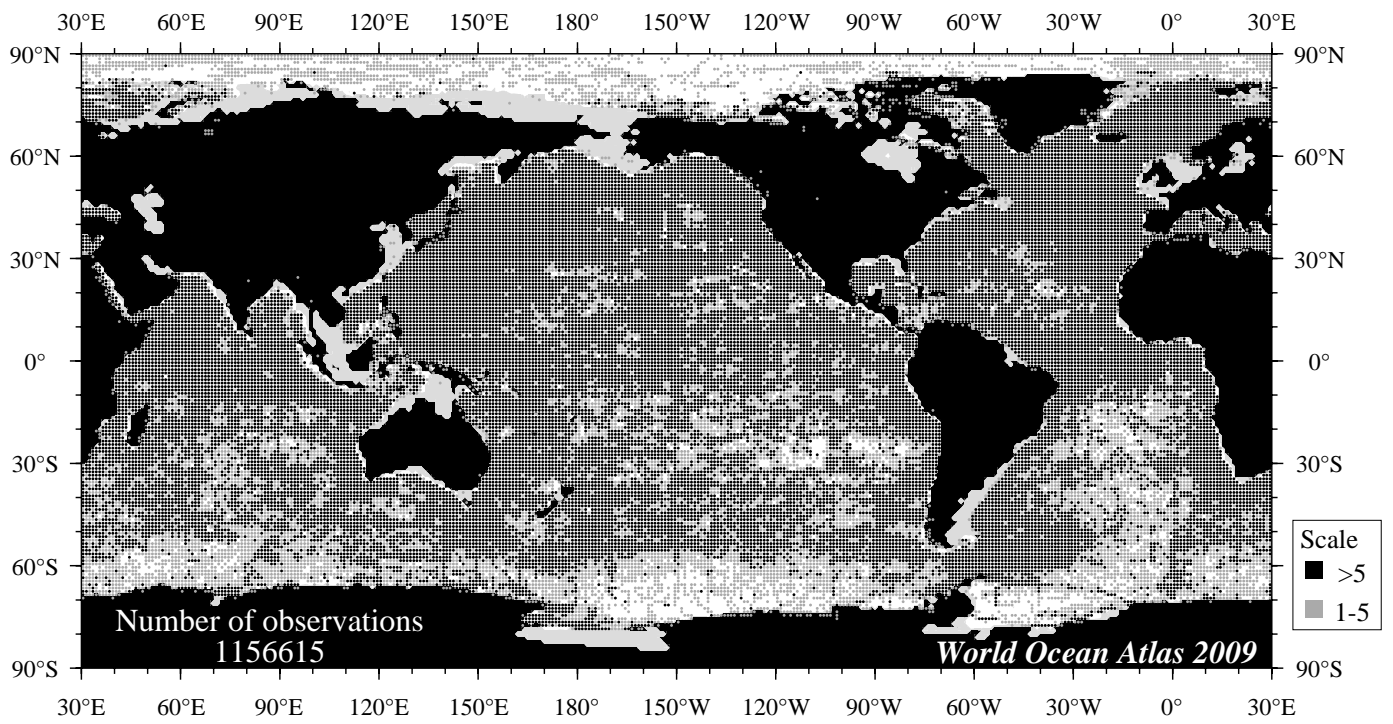 30°E 60°E 90°E 120°E 150°E 180° 150°W 120°W 90°W 60°W 30°W 0° 30°E
90°N 90°N
60°N 60°N
30°N 30°N
0° 0°
30°S 30°S
60°S 60°S
90°S 90°S
Scale
>5
1-5
Number of observations
1156615
World Ocean Atlas 2009
30°E 60°E 90°E 120°E 150°E 180° 150°W 120°W 90°W 60°W 30°W 0° 30°E